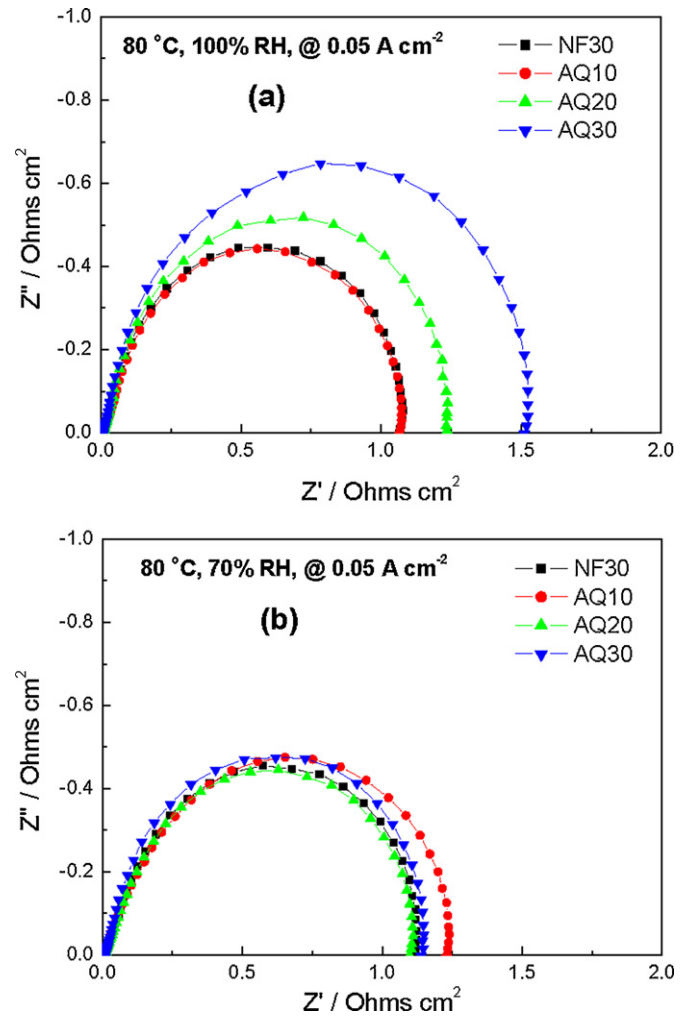 80 °C, 100% RH, @ 0.05 A cm⁻²
(a)
NF30
AQ10
AQ20
AQ30
-1.0
-0.8
-0.6
-0.4
-0.2
0.0
Z'' / Ohms cm²
0.0
0.5
1.0
1.5
2.0
Z' / Ohms cm²
80 °C, 70% RH, @ 0.05 A cm⁻²
(b)
NF30
AQ10
AQ20
AQ30
-1.0
-0.8
-0.6
-0.4
-0.2
0.0
Z'' / Ohms cm²
0.0
0.5
1.0
1.5
2.0
Z' / Ohms cm²